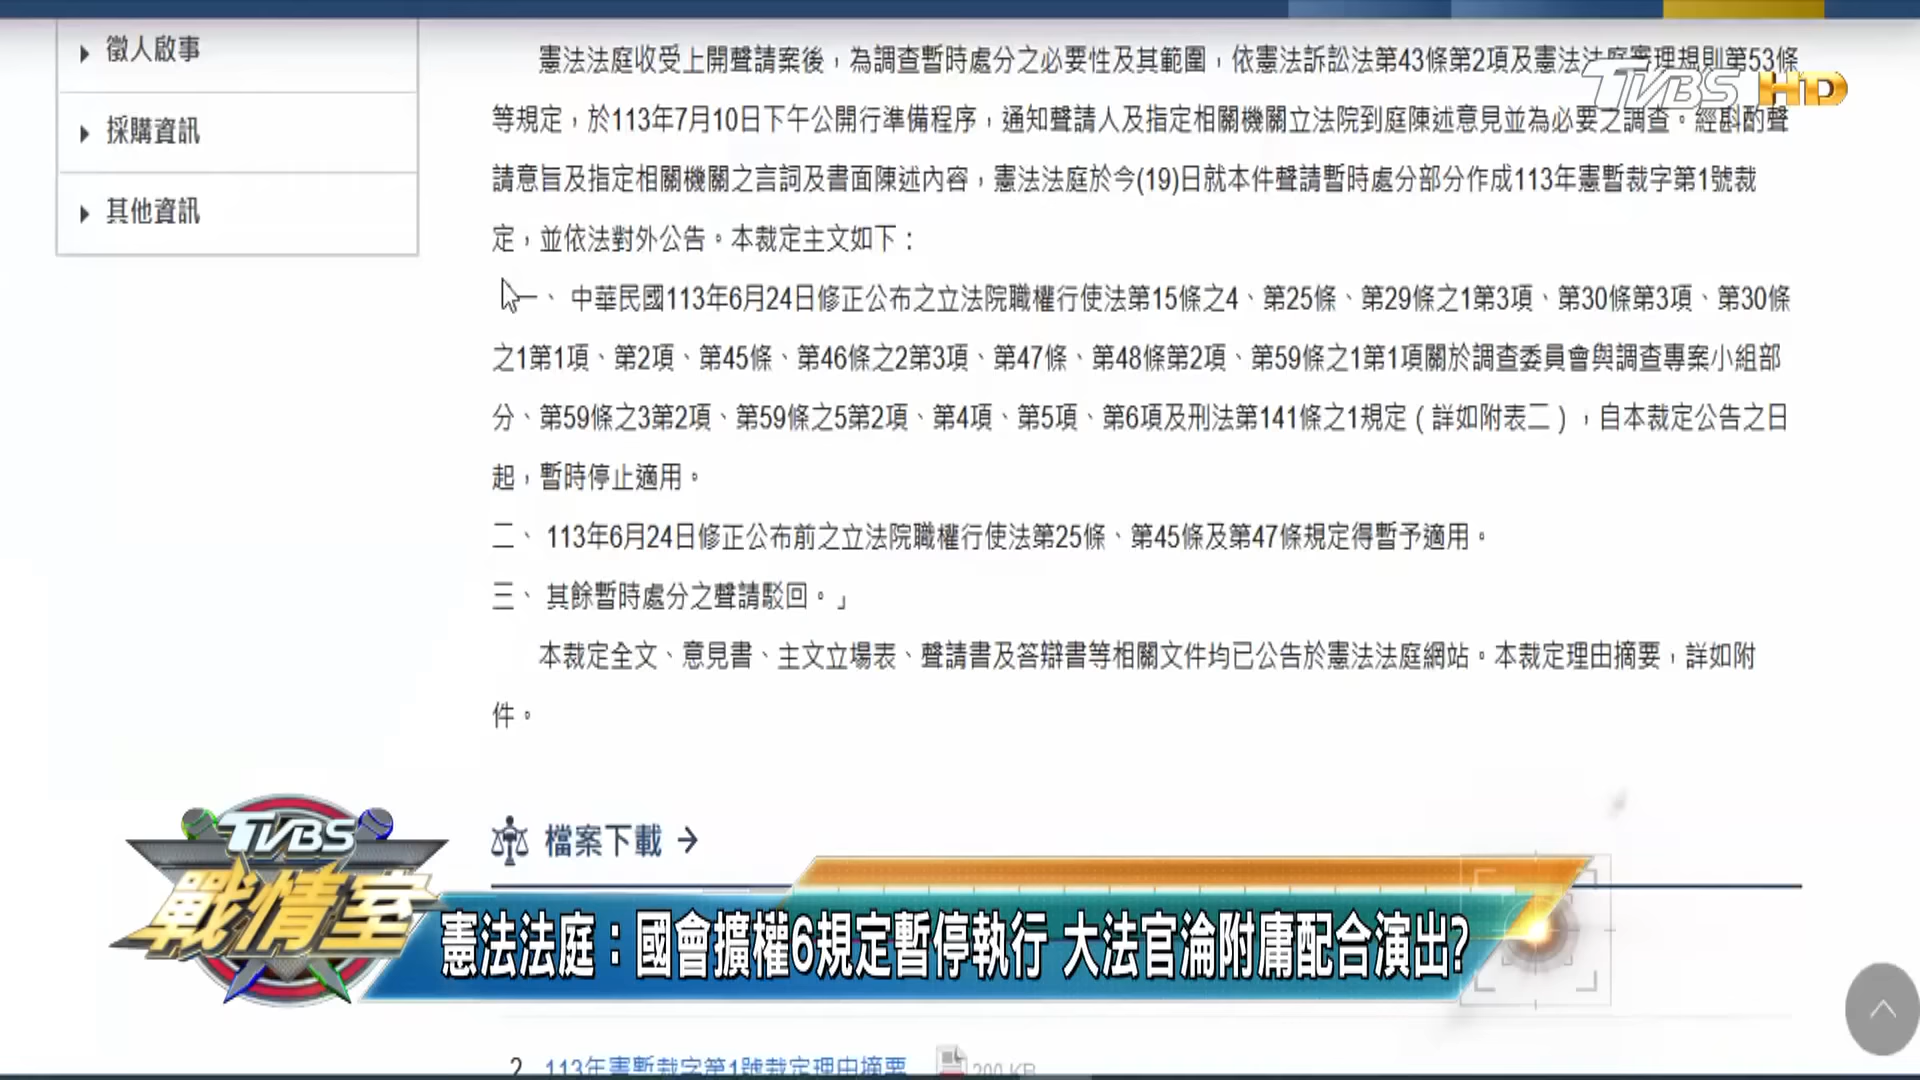 徵人啟事
採購資訊
其他資訊
憲法法庭收受上開聲請案後，為調查暫時處分之必要性及其範圍，依憲法訴訟法第43條第2項及憲法法庭審理規則第53條
等規定，於113年7月10日下午公開行準備程序，通知聲請人及指定相關機關立法院到庭陳述意見並為必要之調查。經斟酌聲
請意旨及指定相關機關之言詞及書面陳述內容，憲法法庭於今(19)日就本件聲請暫時處分部分作成113年憲暫裁字第1號裁
定，並依法對外公告。本裁定主文如下：
一、 中華民國113年6月24日修正公布之立法院職權行使法第15條之4、第25條、第29條之1第3項、第30條第3項、第30條
之1第1項、第2項、第45條、第46條之2第3項、第47條、第48條第2項、第59條之1第1項關於調查委員會與調查專案小組部
分、第59條之3第2項、第59條之5第2項、第4項、第5項、第6項及刑法第141條之1規定（詳如附表二），自本裁定公告之日
起，暫時停止適用。
二、 113年6月24日修正公布前之立法院職權行使法第25條、第45條及第47條規定得暫予適用。
三、 其餘暫時處分之聲請駁回。」
本裁定全文、意見書、主文立場表、聲請書及答辯書等相關文件均已公告於憲法法庭網站。本裁定理由摘要，詳如附
件。
TVBS HD
檔案下載
TVBS
戰情室
憲法法庭：國會擴權6規定暫停執行 大法官淪附庸配合演出?
2. 113年憲暫裁字第1號裁定理由摘要 200 KB